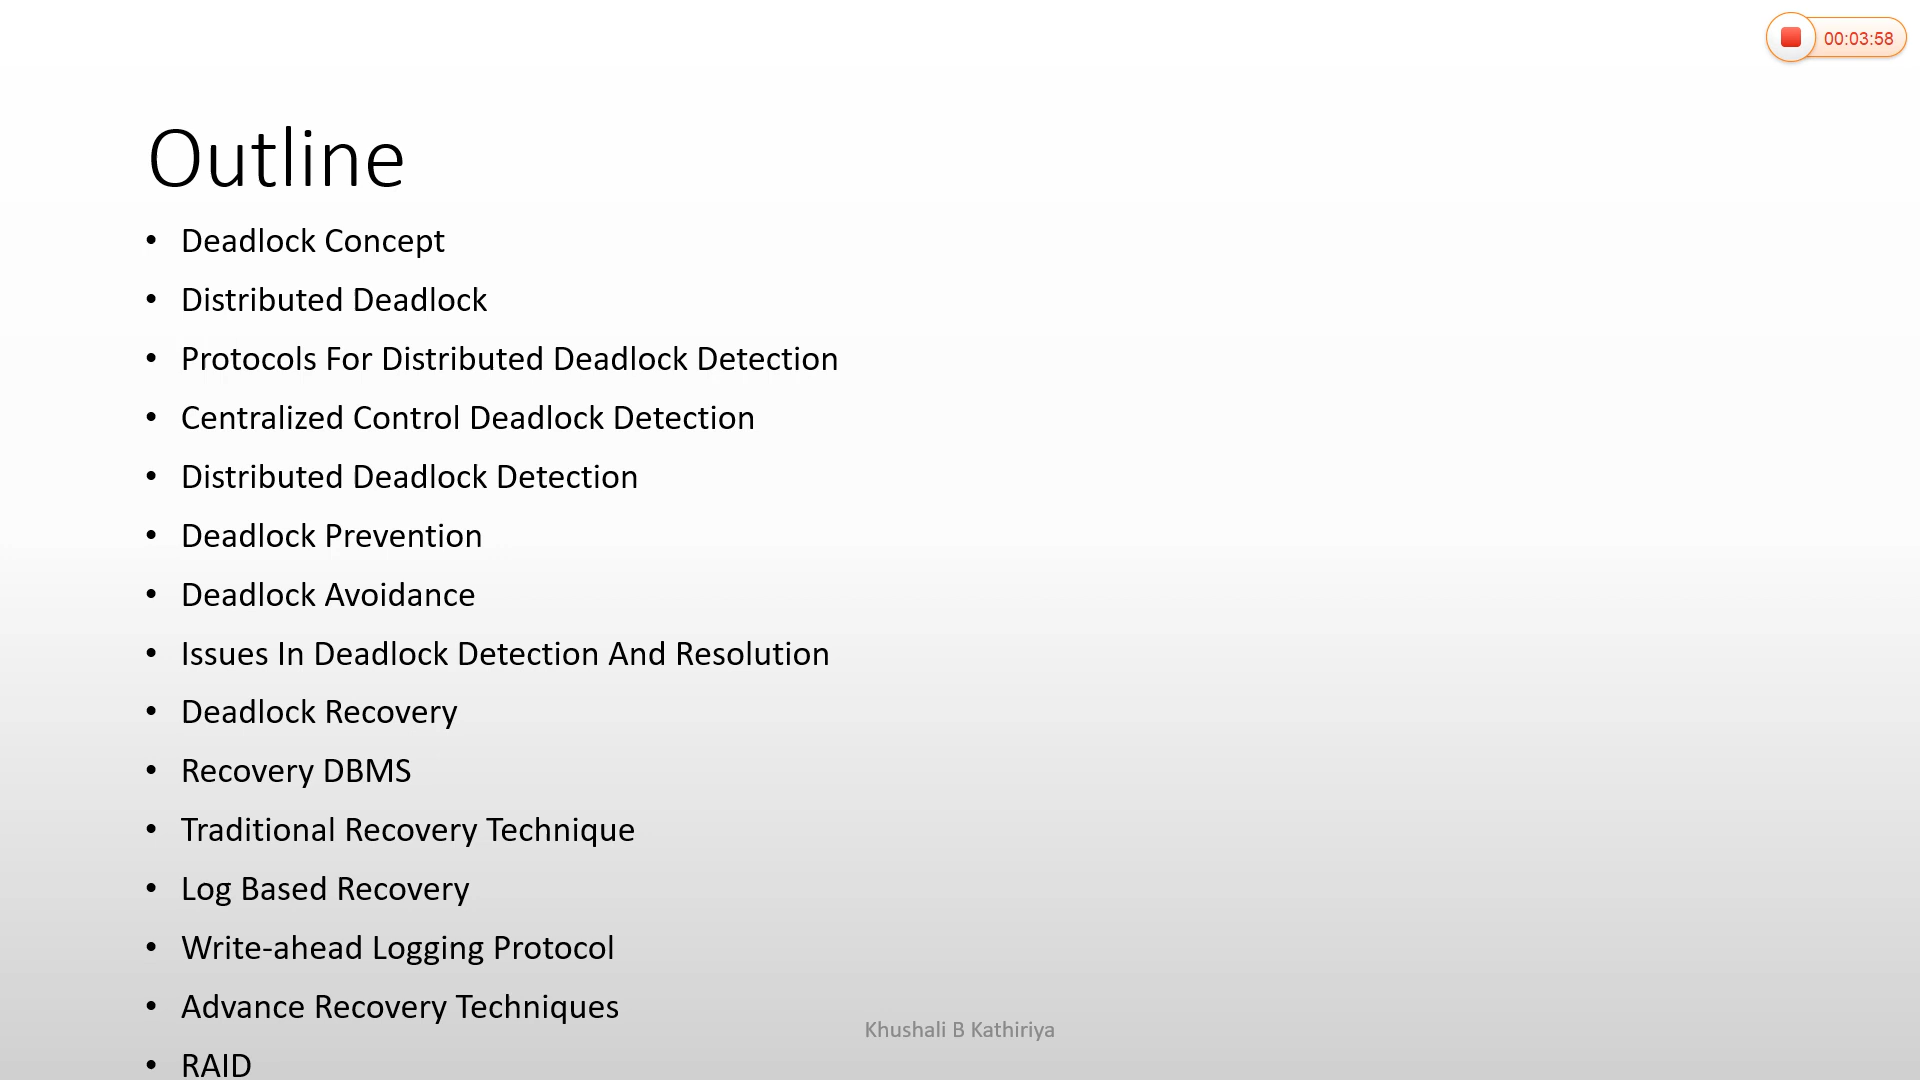 00:03:58
Outline
• Deadlock Concept
• Distributed Deadlock
• Protocols For Distributed Deadlock Detection
• Centralized Control Deadlock Detection
• Distributed Deadlock Detection
• Deadlock Prevention
• Deadlock Avoidance
• Issues In Deadlock Detection And Resolution
• Deadlock Recovery
• Recovery DBMS
• Traditional Recovery Technique
• Log Based Recovery
• Write-ahead Logging Protocol
• Advance Recovery Techniques
Khushali B Kathiriya
• RAID